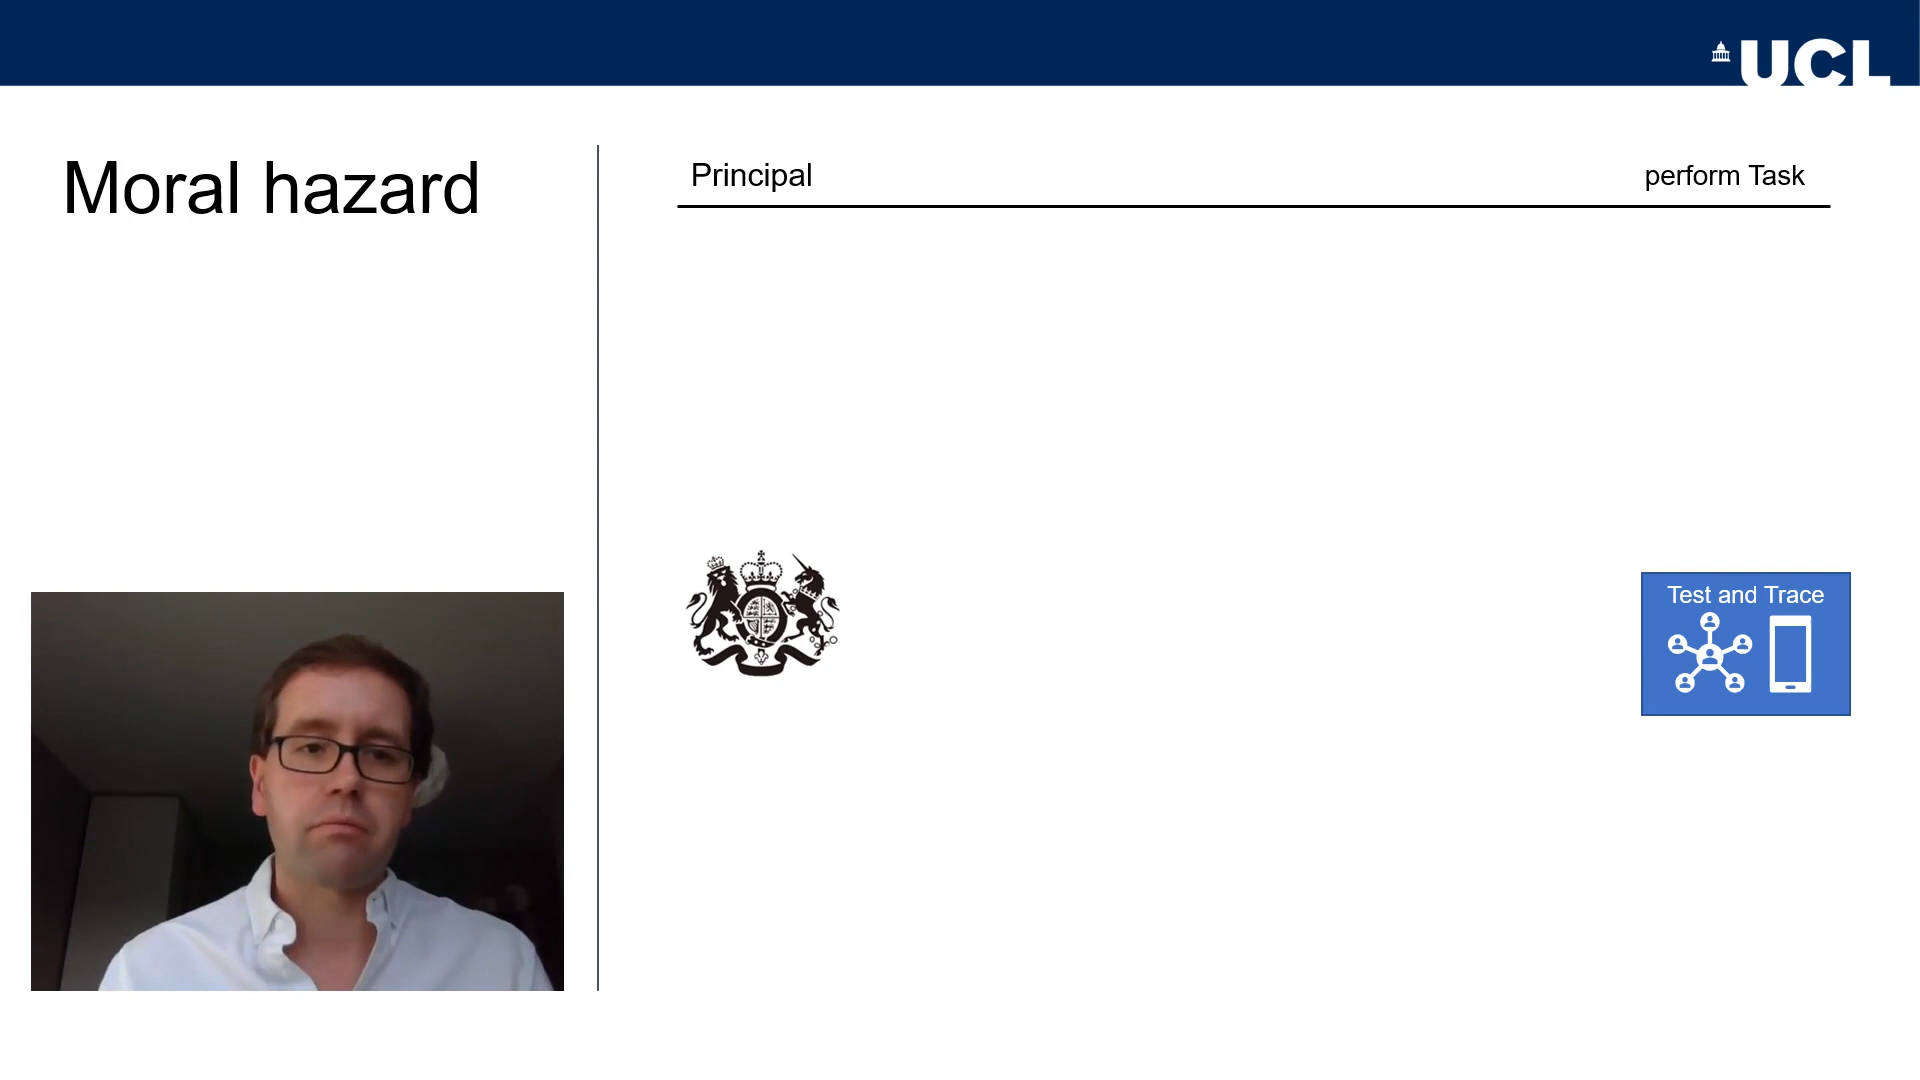 UCL
Moral hazard
Principal
perform Task
Test and Trace